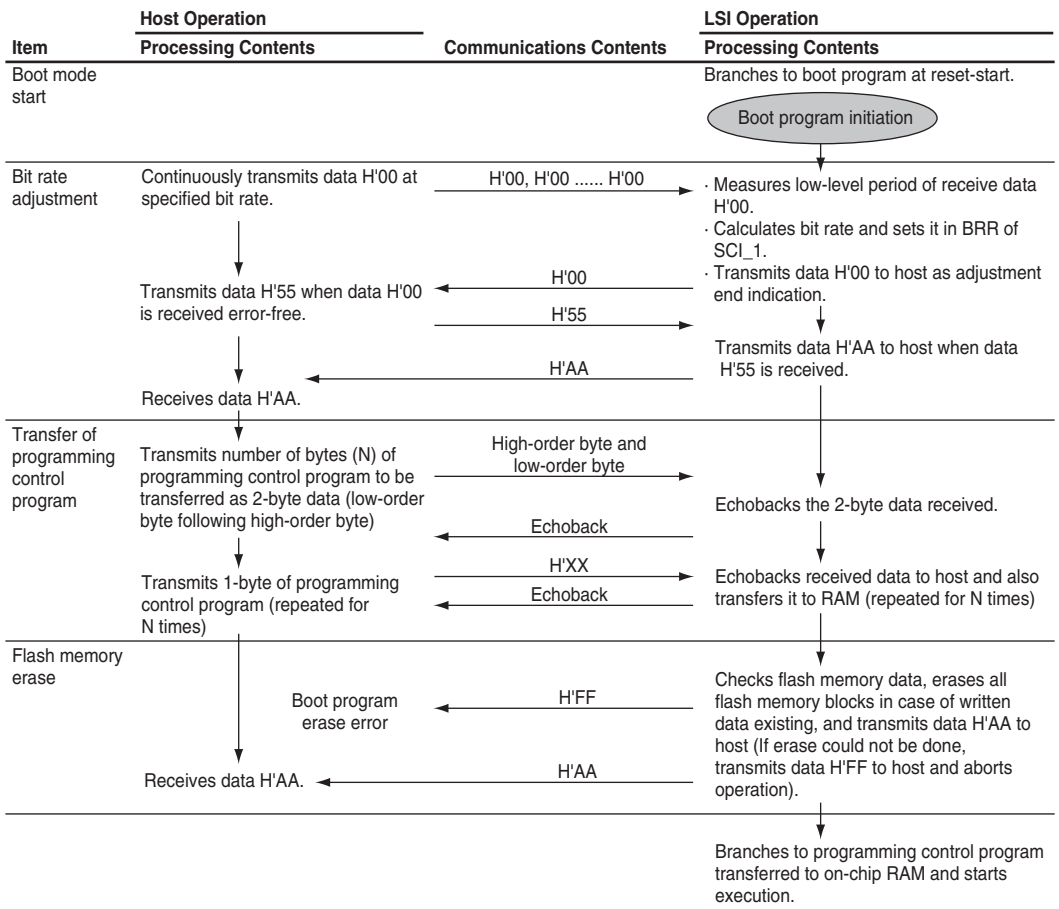 Host Operation
LSI Operation
Item
Processing Contents
Communications Contents
Processing Contents
Boot mode
start
Branches to boot program at reset-start.
Boot program initiation
Bit rate
adjustment
Continuously transmits data H'00 at
specified bit rate.
H'00, H'00 ...... H'00
· Measures low-level period of receive data
H'00.
· Calculates bit rate and sets it in BRR of
SCI_1.
· Transmits data H'00 to host as adjustment
end indication.
H'00
Transmits data H'55 when data H'00
is received error-free.
H'55
Transmits data H'AA to host when data
H'55 is received.
H'AA
Receives data H'AA.
Transfer of
programming
control
program
Transmits number of bytes (N) of
programming control program to be
transferred as 2-byte data (low-order
byte following high-order byte)
High-order byte and
low-order byte
Echobacks the 2-byte data received.
Echoback
Transmits 1-byte of programming
control program (repeated for
N times)
H'XX
Echoback
Echobacks received data to host and also
transfers it to RAM (repeated for N times)
Flash memory
erase
Boot program
erase error
H'FF
Checks flash memory data, erases all
flash memory blocks in case of written
data existing, and transmits data H'AA to
host (If erase could not be done,
transmits data H'FF to host and aborts
operation).
Receives data H'AA.
H'AA
Branches to programming control program
transferred to on-chip RAM and starts
execution.